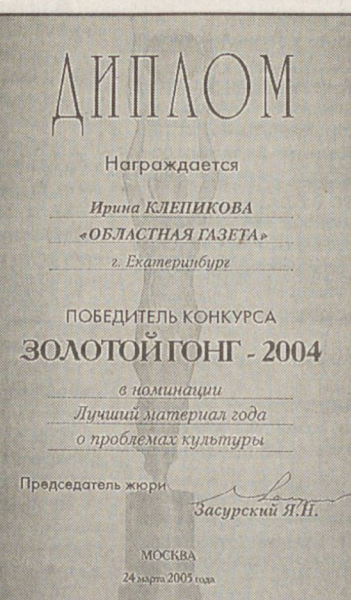 ДИПЛОМ
Награждается
Ирина КЛЕПИКОВА
«ОБЛАСТНАЯ ГАЗЕТА»
г. Екатеринбург
ПОБЕДИТЕЛЬ КОНКУРСА
ЗОЛОТОЙ ГОНГ - 2004
в номинации
Лучший материал года
о проблемах культуры
Председатель жюри
Засурский Я.Н.
МОСКВА
24 марта 2005 года